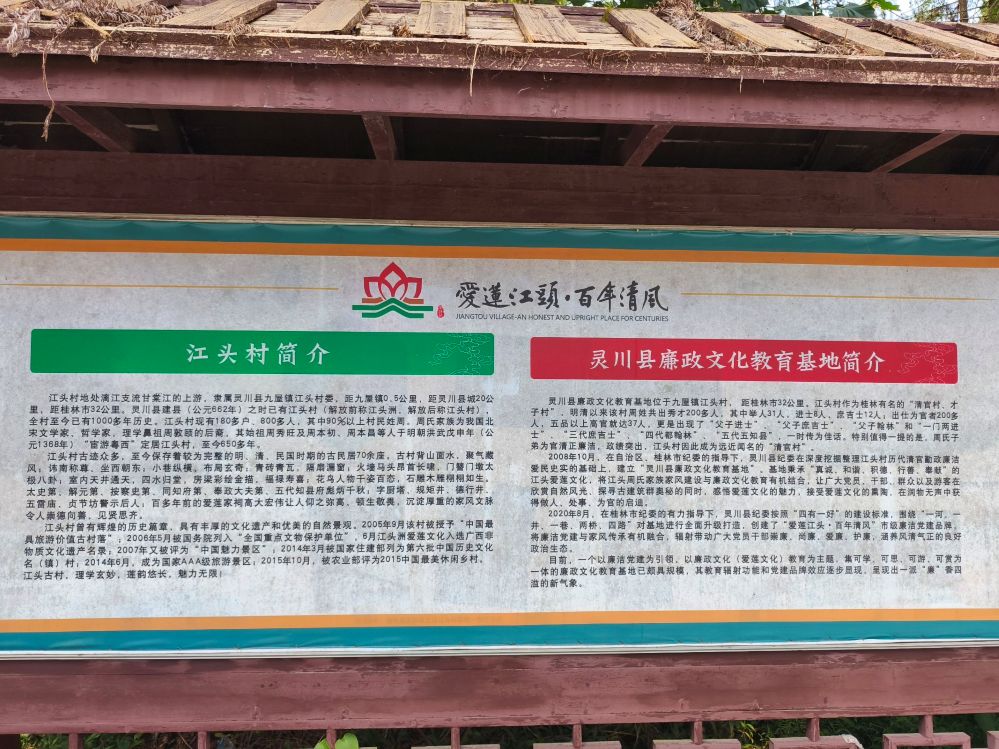 愛蓮江頭·百年清风
JIANGTOU VILLAGE-AN HONEST AND UPRIGHT PLACE FOR CENTURIES
江头村简介
江头村地处漓江支流甘棠江的上游，隶属灵川县九屋镇江头村委，距九屋镇0.5公里，距灵川县城20公
里，距桂林市32公里。灵川县建县（公元662年）之时已有江头村（解放前称江头洲，解放后称江头村），
全村至今已有1000多年历史。江头村现有180多户、800多人，其中90%以上村民姓周。周氏家族为我国北
宋文学家、哲学家，理学鼻祖周敦颐的后裔，其始祖周秀旺及周本初、周本昌等人于明朝洪武戊申年（公
元1368年）“宦游粤西”定居江头村，至今650多年。
江头村古迹众多，至今保存着较为完整的明、清、民国时期的古民居70余座，古村背山面水、聚气藏
风；讳南称尊，坐西朝东；小巷纵横，布局玄奇；青砖青瓦，隔扇漏窗；火墙马头昂首长啸，门簪门墩太
极八卦；室内天井通天，四水归堂，房梁彩绘金描，福禄寿喜，花鸟人物千姿百态，石雕木雕栩栩如生。
太史第、解元第、按察史第、同知府第、奉政大夫第、五代知县府彪炳千秋；字厨塔、规矩井、德行井、
五雷庙、贞节坊警示后人；百多年前的爱莲家祠高大宏伟让人仰之弥高，顿生敬畏，沉淀厚重的家风文脉
令人崇德向善，见贤思齐。
江头村曾有辉煌的历史篇章，具有丰厚的文化遗产和优美的自然景观。2005年9月该村被授予“中国最
具旅游价值古村落”；2006年5月被国务院列入“全国重点文物保护单位”，6月江头洲爱莲文化入选广西非
物质文化遗产名录；2007年又被评为“中国魅力景区”；2014年3月被国家住建部列为第六批中国历史文化
名（镇）村；2014年6月，成为国家AAA级旅游景区；2015年10月，被农业部评为2015中国最美休闲乡村。
江头古村，理学玄妙，莲韵悠长，魅力无限！
灵川县廉政文化教育基地简介
灵川县廉政文化教育基地位于九屋镇江头村，距桂林市32公里。江头村作为桂林有名的“清官村、才
子村”，明清以来该村周姓共出秀才200多人，其中举人31人，进士8人，庶吉士12人；出仕为官者200多
人，五品以上高官就达37人，更是出现了“父子进士”、“父子庶吉士”、“父子翰林”和“一门两进
士”、“三代庶吉士”、“四代都翰林”、“五代五知县”，一时传为佳话。特别值得一提的是，周氏子
弟为官清正廉洁，政绩突出，江头村因此成为远近闻名的“清官村”。
2008年10月，在自治区、桂林市纪委的指导下，灵川县纪委在深度挖掘整理江头村历代清官勤政廉洁
爱民史实的基础上，建立“灵川县廉政文化教育基地”。基地秉承“真诚、和谐、积德、行善、奉献”的
江头爱莲文化，将江头周氏家族家风建设与廉政文化教育有机结合，让广大党员、干部、群众以及游客在
欣赏自然风光、探寻古建筑群奥秘的同时，感悟爱莲文化的魅力，接受爱莲文化的熏陶，在润物无声中获
得做人、处事、为官的启迪。
2020年8月，在桂林市纪委的有力指导下，灵川县纪委按照“四有一好”的建设标准，围绕“一河、一
井、一巷、两桥、四路”对基地进行全面升级打造，创建了“爱莲江头·百年清风”市级廉洁党建品牌，
将廉洁党建与家风传承有机融合，辐射带动广大党员干部崇廉、尚廉、爱廉、护廉，涵养风清气正的良好
政治生态。
目前，一个以廉洁党建为引领，以廉政文化（爱莲文化）教育为主题，集可学、可思、可游、可赏为
一体的廉政文化教育基地已颇具规模，其教育辐射功能和党建品牌效应逐步显现，呈现出一派“廉”香四
溢的新气象。